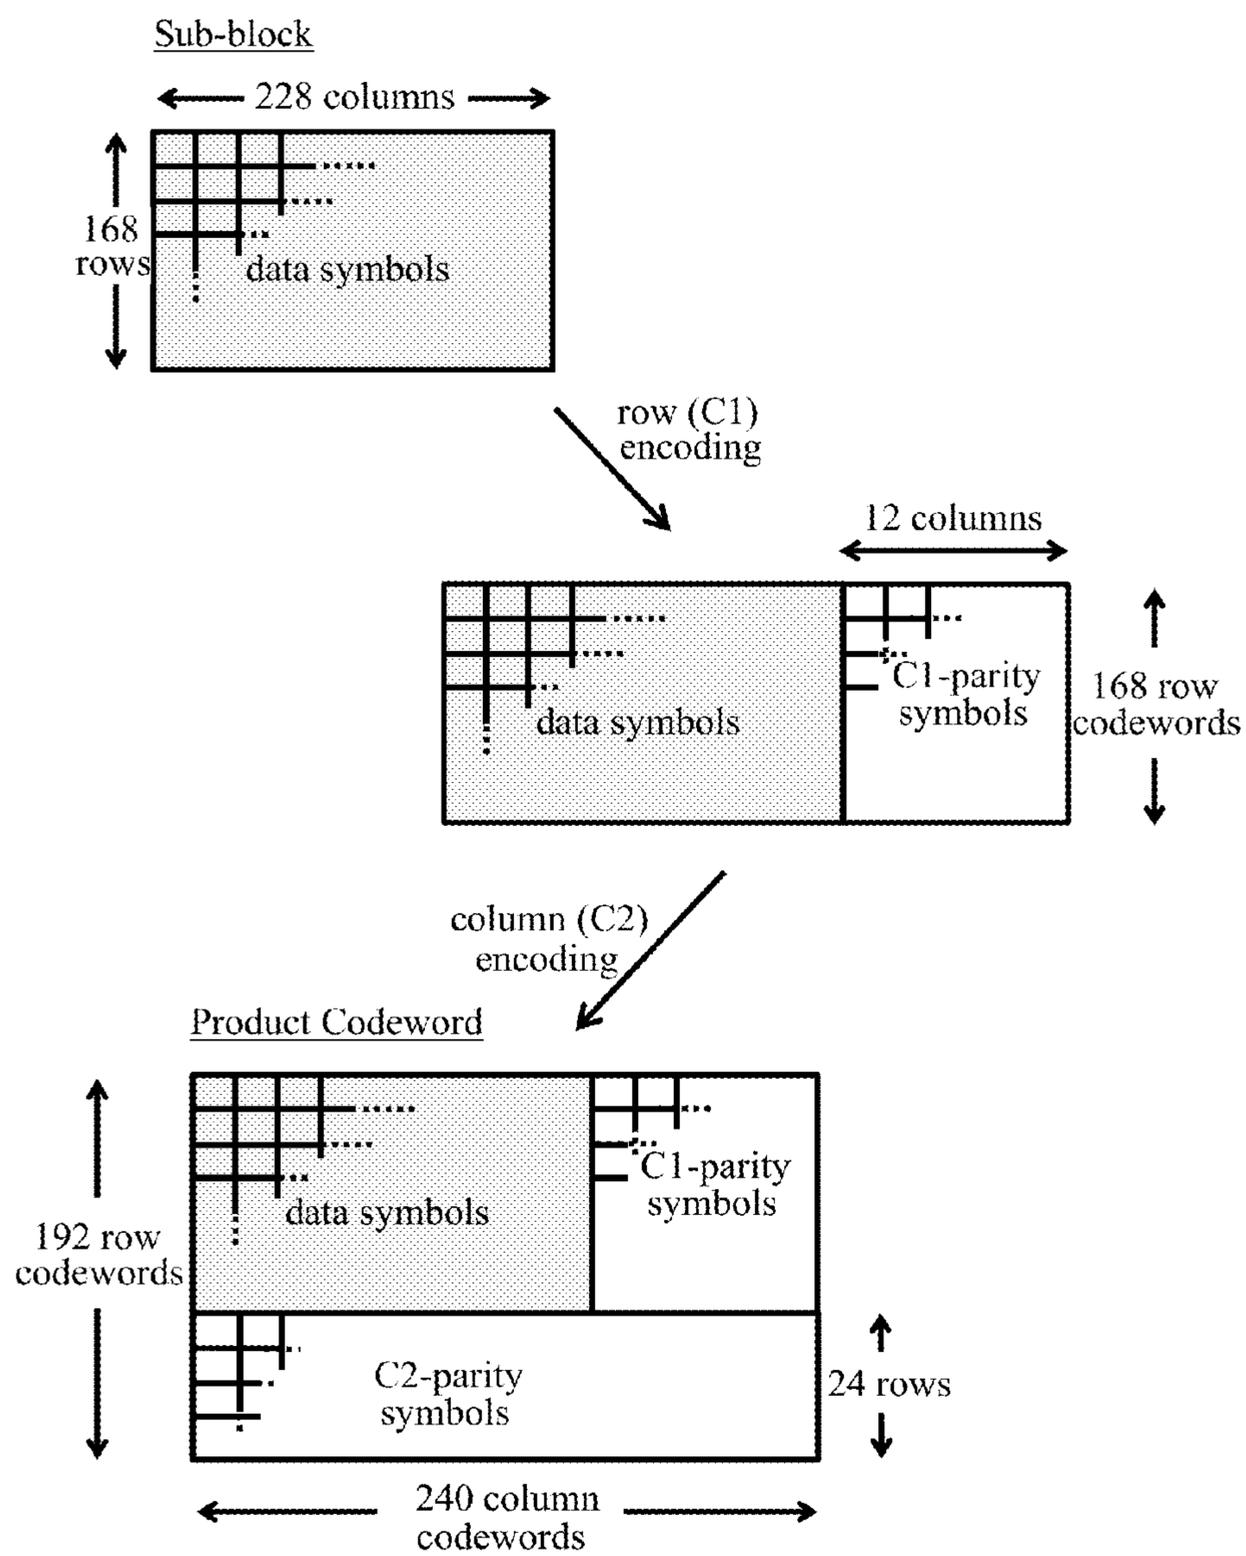 Sub-block
228 columns
168
rows
data symbols
row (C1)
encoding
12 columns
data symbols
C1-parity
symbols
168 row
codewords
column (C2)
encoding
Product Codeword
192 row
codewords
data symbols
C1-parity
symbols
C2-parity
symbols
24 rows
240 column
codewords